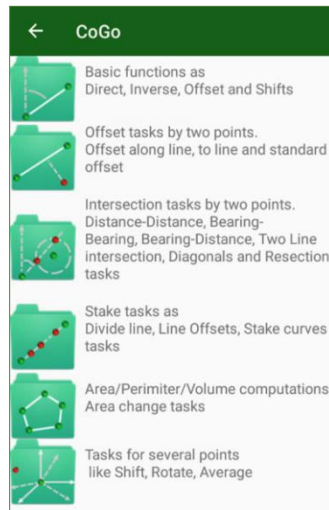 CoGo
Basic functions as
Direct, Inverse, Offset and Shifts
Offset tasks by two points.
Offset along line, to line and standard
offset
Intersection tasks by two points.
Distance-Distance, Bearing-
Bearing, Bearing-Distance, Two Line
intersection, Diagonals and Resection
tasks
Stake tasks as
Divide line, Line Offsets, Stake curves
tasks
Area/Perimiter/Volume computations
Area change tasks
Tasks for several points
like Shift, Rotate, Average